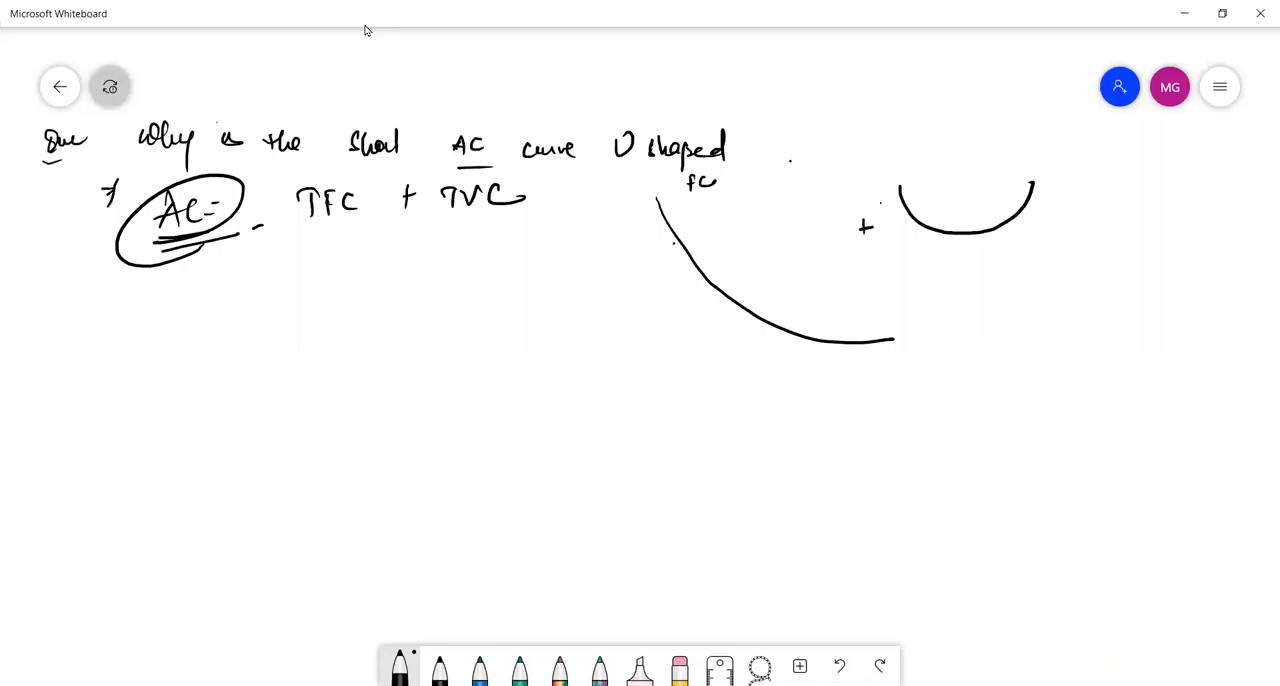 Microsoft Whiteboard
MG
Que Why is the Short AC curve U shaped
AC = TFC + TVC
FC
+